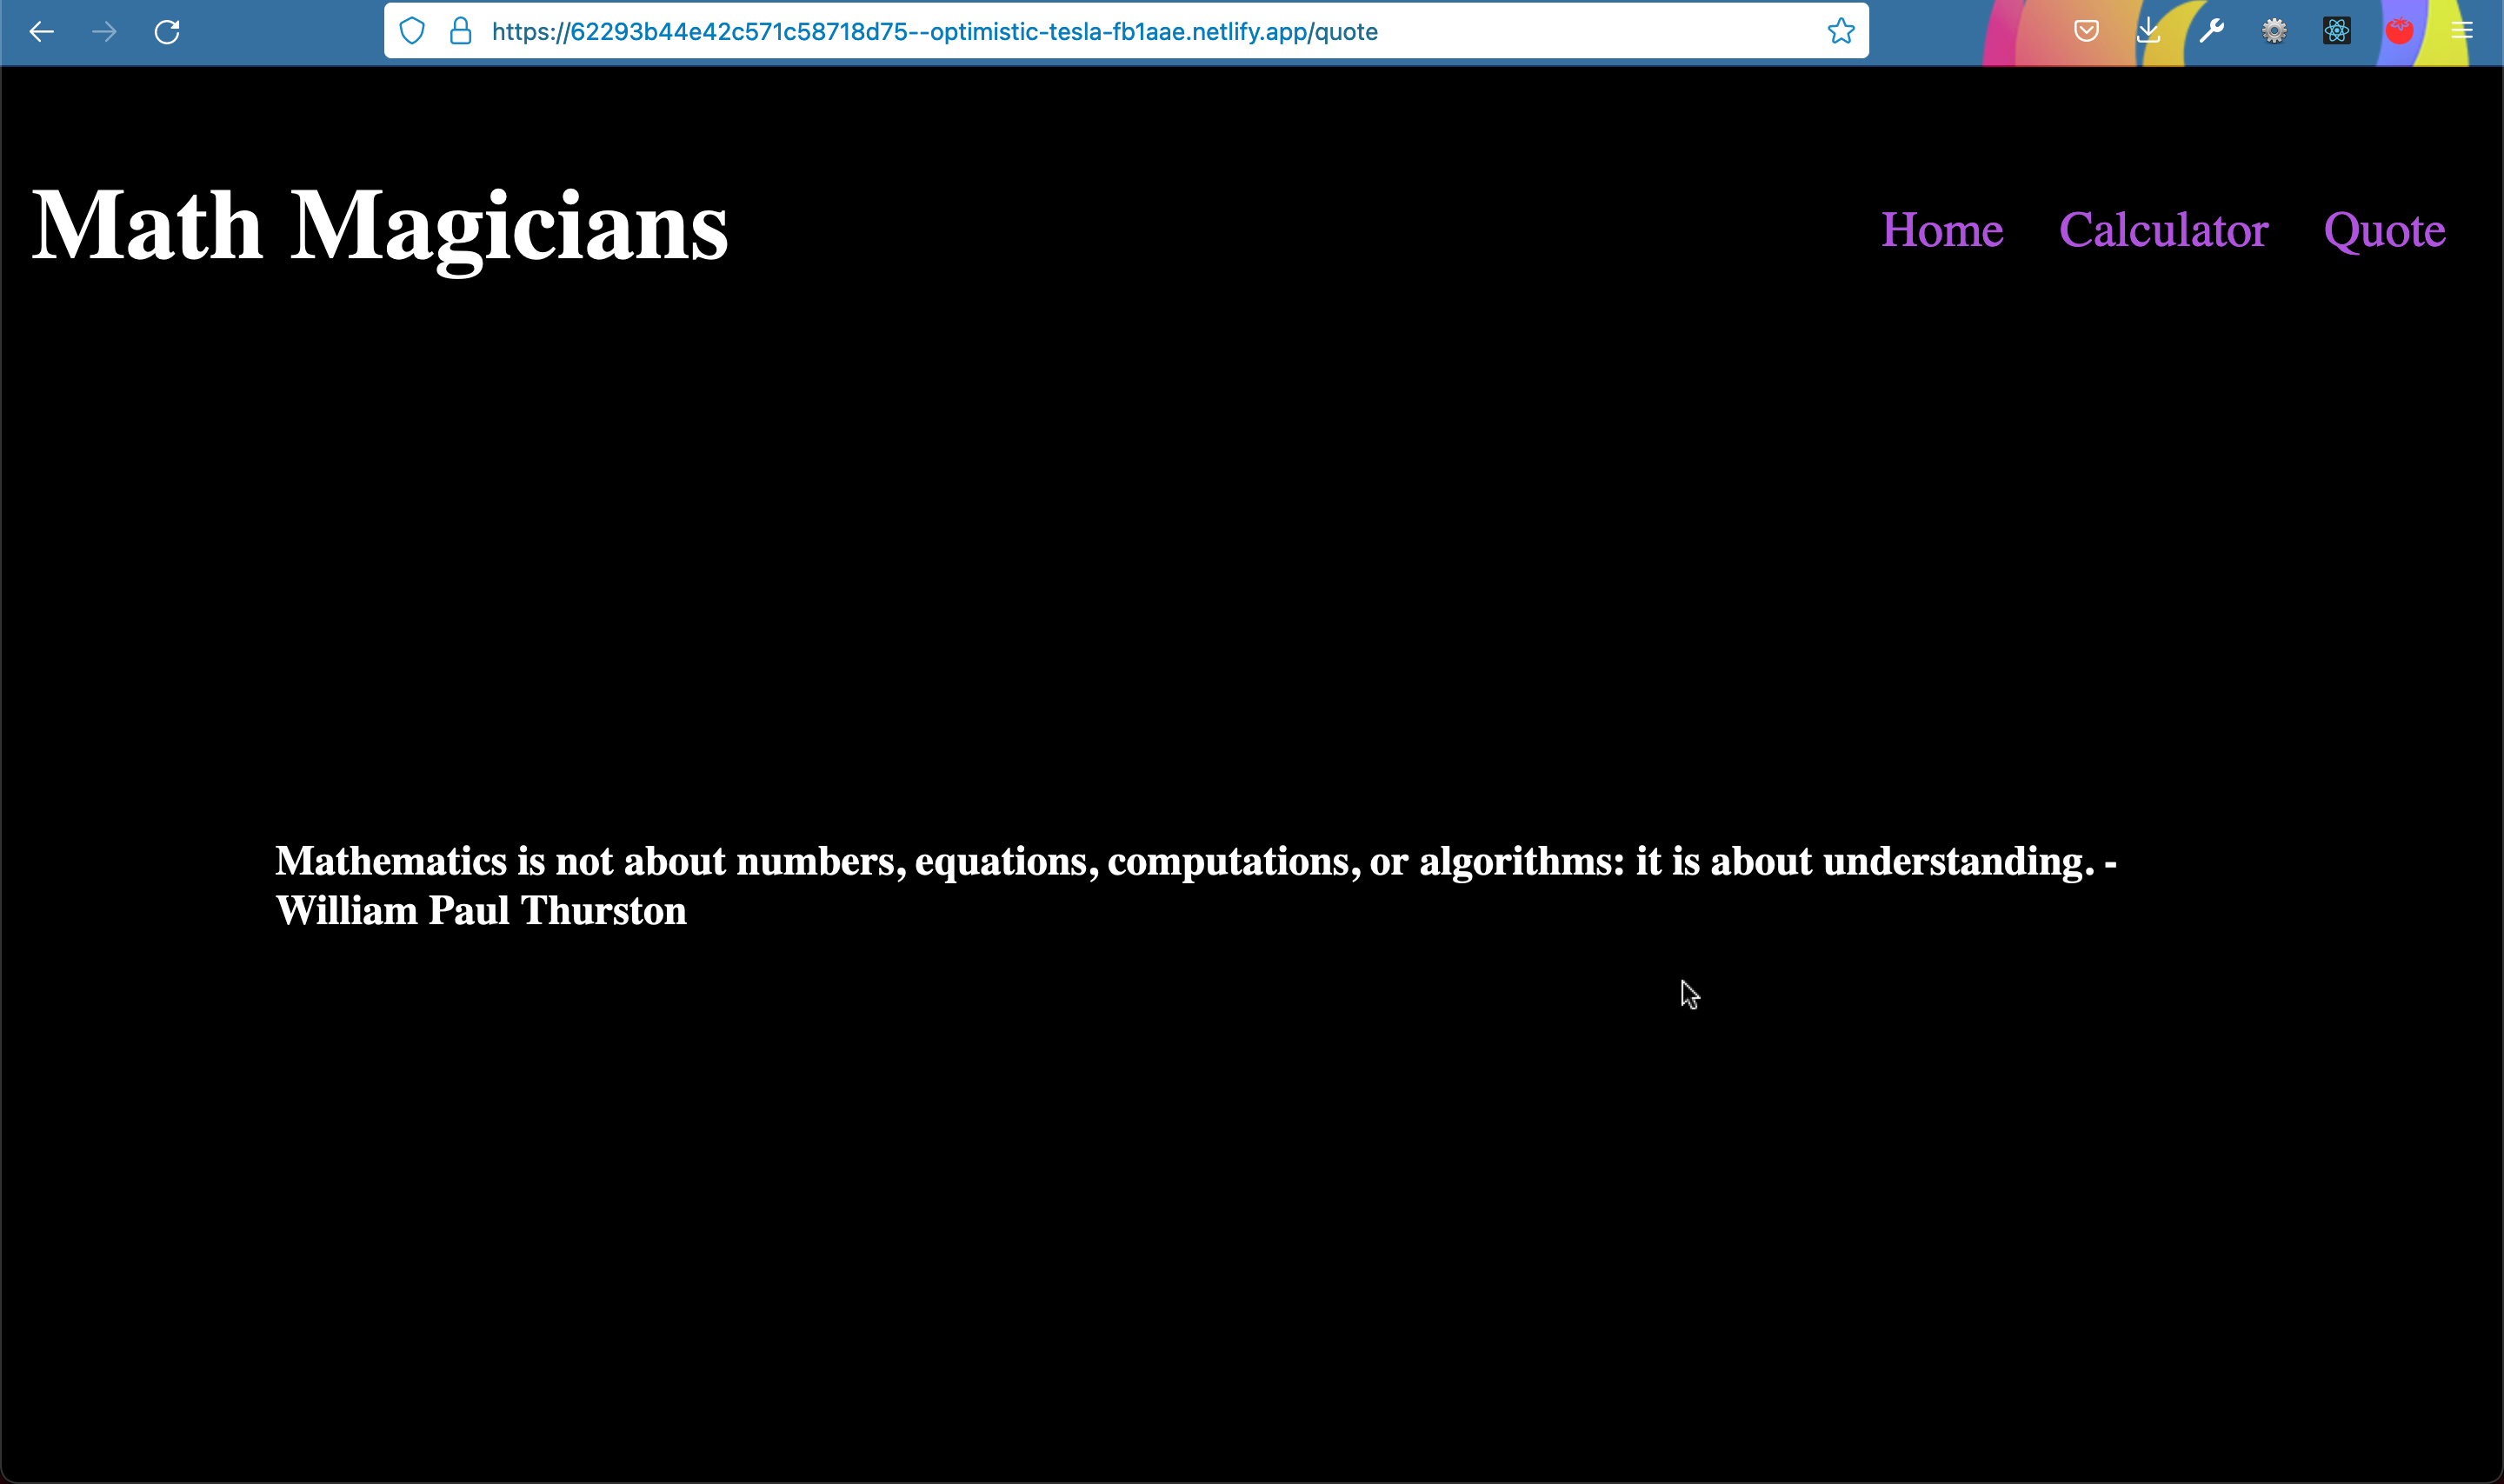 https://62293b44e42c571c58718d75--optimistic-tesla-fb1aae.netlify.app/quote
Math Magicians
Home Calculator Quote
Mathematics is not about numbers, equations, computations, or algorithms: it is about understanding. -
William Paul Thurston